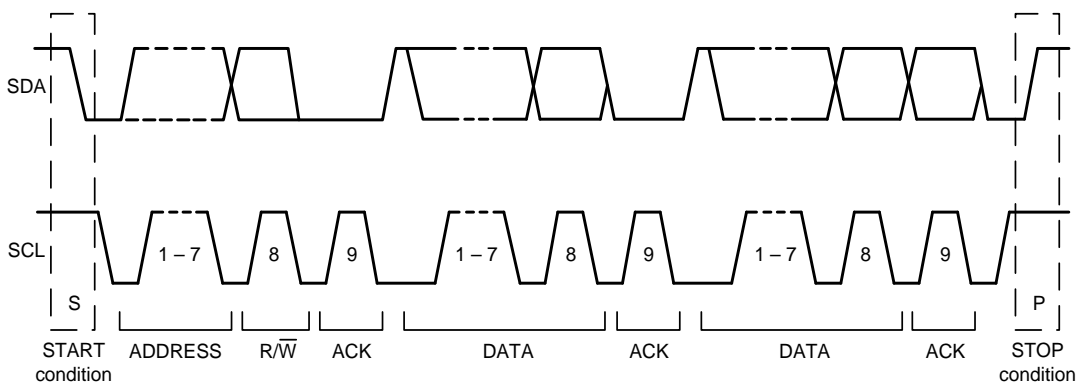 SDA
SCL
1 – 7 8 9 1 – 7 8 9 1 – 7 8 9
S P
START ADDRESS R/W̅ ACK DATA ACK DATA ACK STOP
condition condition